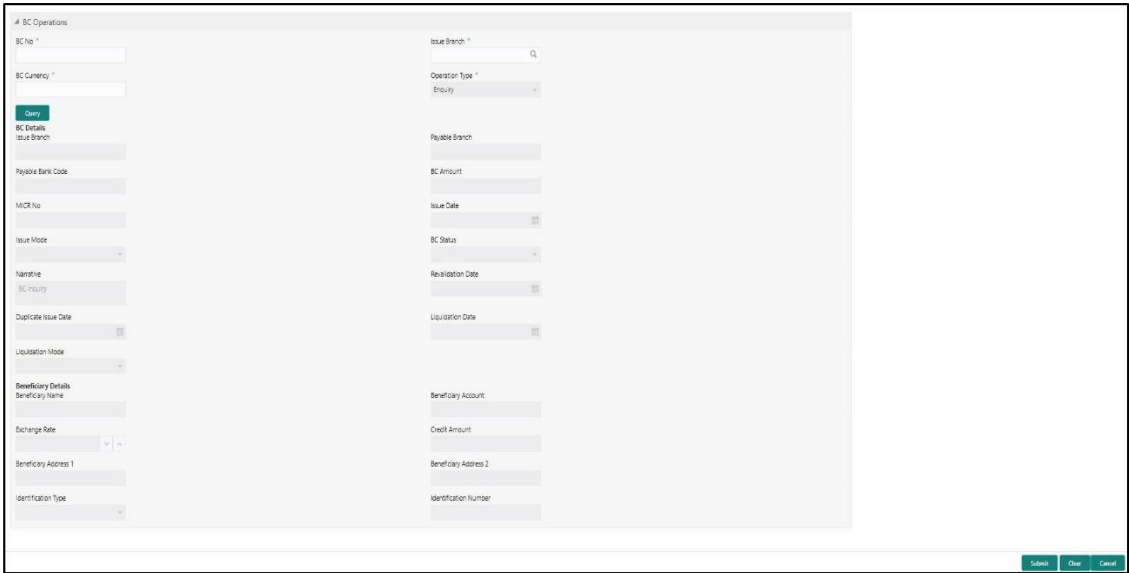 BC Operations
BC No *
Issue Branch *
BC Currency *
Operation Type *
Enquiry
Query
BC Details
Issue Branch
Payable Branch
Payable Bank Code
BC Amount
MICR No
Issue Date
Issue Mode
BC Status
Narrative
Revalidation Date
BC Inquiry
Duplicate Issue Date
Liquidation Date
Liquidation Mode
Beneficiary Details
Beneficiary Name
Beneficiary Account
Exchange Rate
Credit Amount
Beneficiary Address 1
Beneficiary Address 2
Identification Type
Identification Number
Submit Clear Cancel